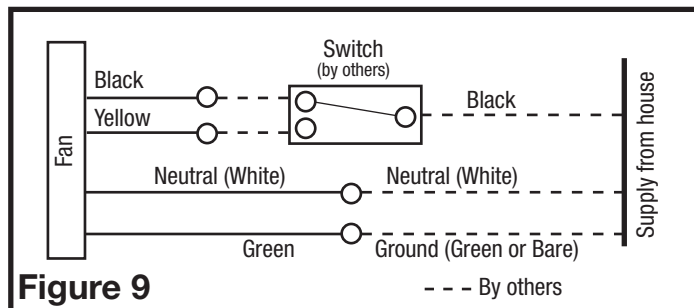 Switch
(by others)
Black
Black
Yellow
Fan
Supply from house
Neutral (White)
Neutral (White)
Green
Ground (Green or Bare)
Figure 9
- - - By others